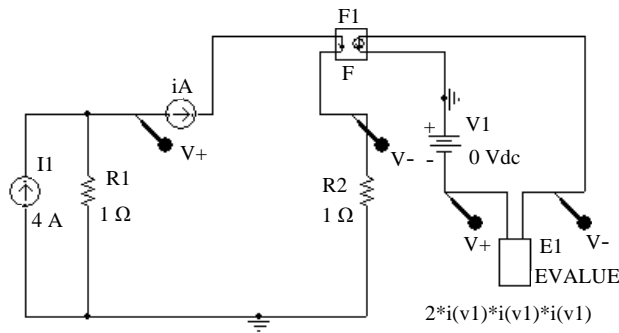 F1
iA
F
V+
V1
+
-
0 Vdc
I1
4 A
R1
1 Ω
R2
1 Ω
V-
V+
E1
V-
EVALUE
2*i(v1)*i(v1)*i(v1)